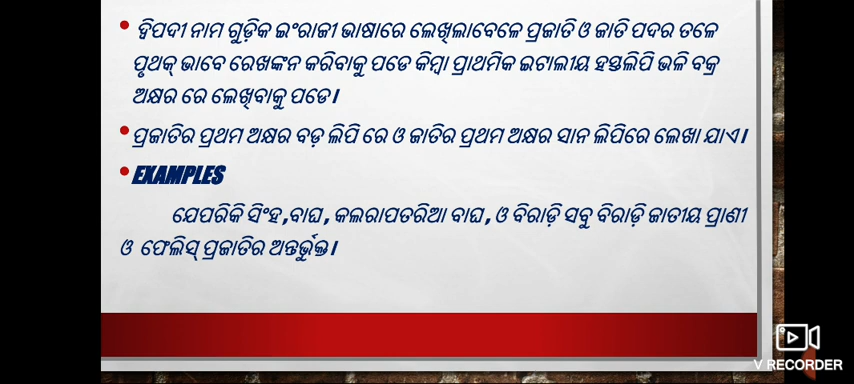 ଦ୍ୱିପଦୀ ନାମ ଗୁଡ଼ିକ ଇଂରାଜୀ ଭାଷାରେ ଲେଖିଲାବେଳେ ପ୍ରଜାତି ଓ ଜାତି ପଦର ତଳେ
ପୃଥକ୍ ଭାବେ ରେଖାଙ୍କନ କରିବାକୁ ପଡେ କିମ୍ବା ପ୍ରାଥମିକ ଇଟାଲୀୟ ହସ୍ତଲିପି ଭଳି ବକ୍ର
ଅକ୍ଷର ରେ ଲେଖିବାକୁ ପଡେ।
ପ୍ରଜାତିର ପ୍ରଥମ ଅକ୍ଷର ବଡ଼ ଲିପି ରେ ଓ ଜାତିର ପ୍ରଥମ ଅକ୍ଷର ସାନ ଲିପିରେ ଲେଖା ଯାଏ।
EXAMPLES
ଯେପରିକି ସିଂହ,ବାଘ, କଲରାପତରିଆ ବାଘ, ଓ ବିରାଡ଼ି ସବୁ ବିରାଡ଼ି ଜାତୀୟ ପ୍ରାଣୀ
ଓ ଫେଲିସ୍ ପ୍ରଜାତିର ଅନ୍ତର୍ଭୁକ୍ତ।
V RECORDER